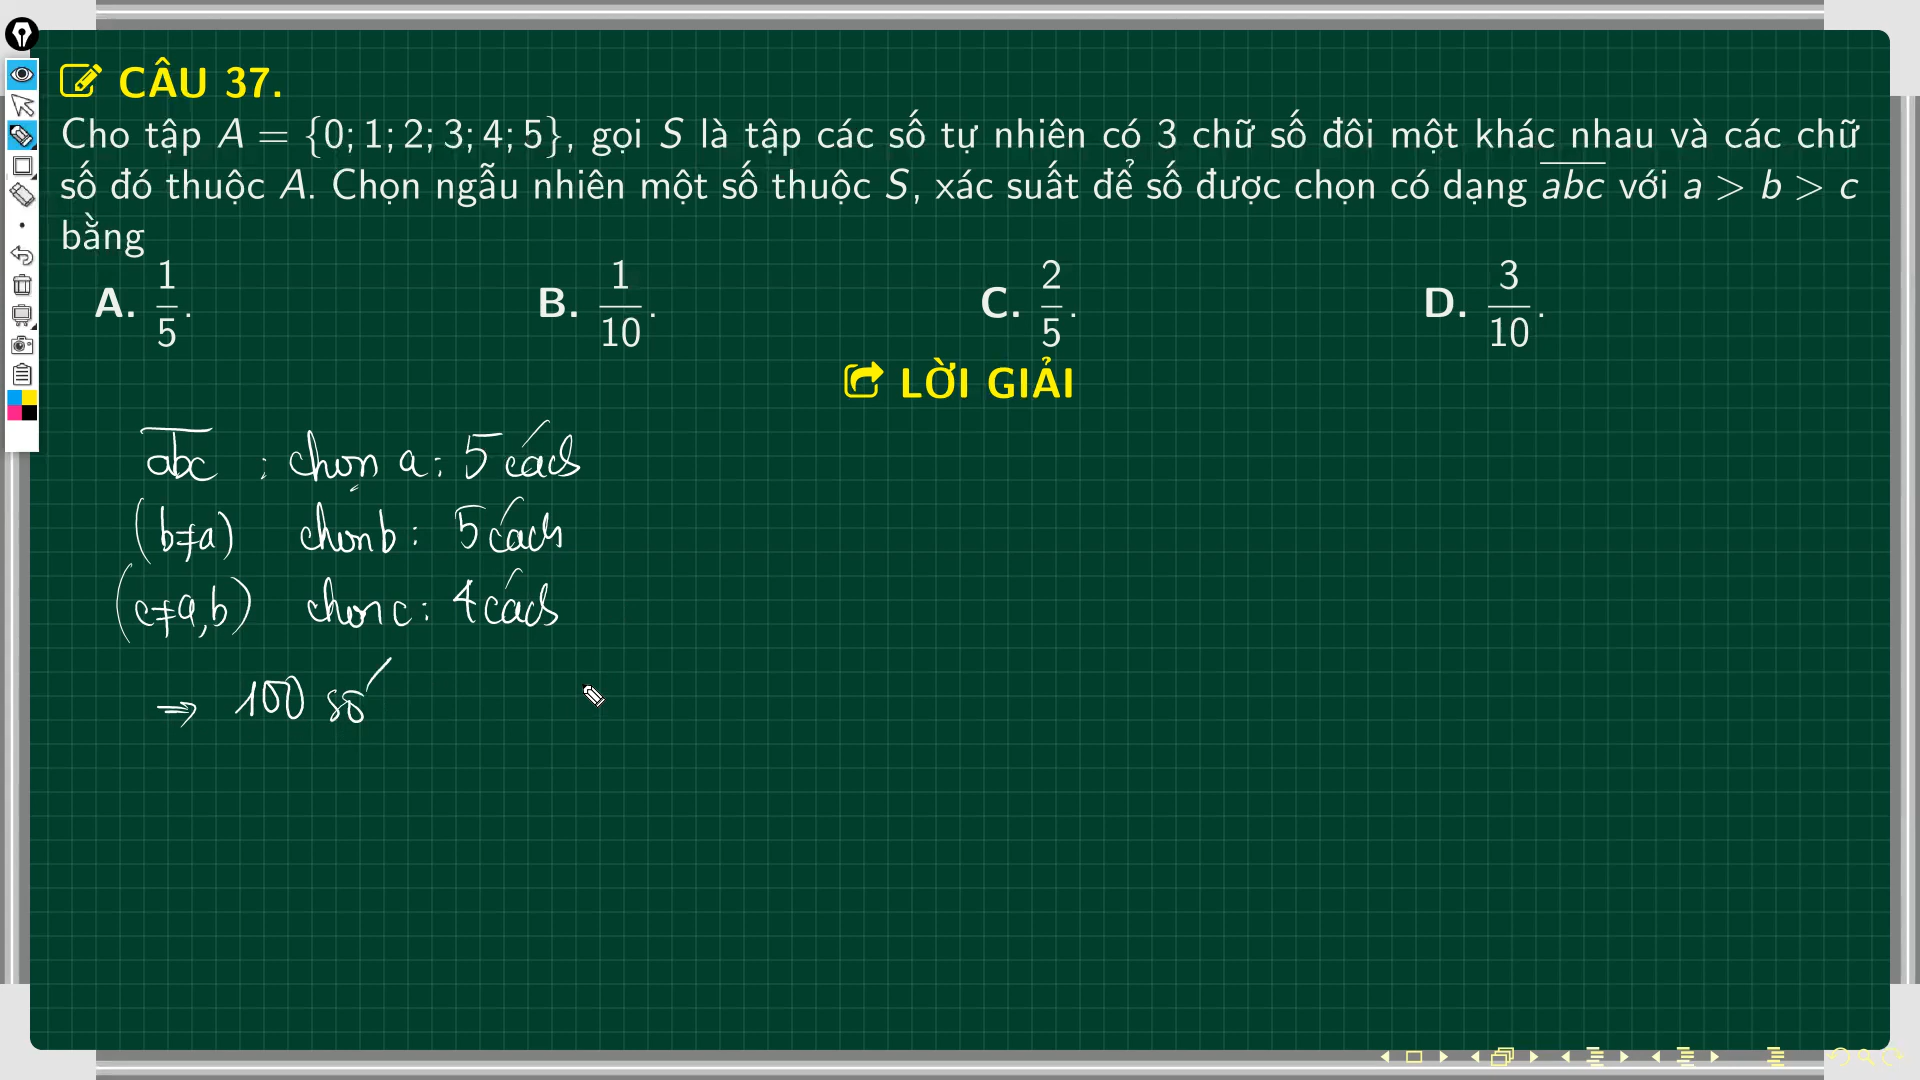 CÂU 37.
Cho tập A = {0; 1; 2; 3; 4; 5}, gọi S là tập các số tự nhiên có 3 chữ số đôi một khác nhau và các chữ
số đó thuộc A. Chọn ngẫu nhiên một số thuộc S, xác suất để số được chọn có dạng \overline{abc} với a > b > c
bằng
A. 1/5. B. 1/10. C. 2/5. D. 3/10.
LỜI GIẢI
\overline{abc} : chọn a: 5 cách
(b≠a) chọn b: 5 cách
(c≠a,b) chọn c: 4 cách
⇒ 100 số